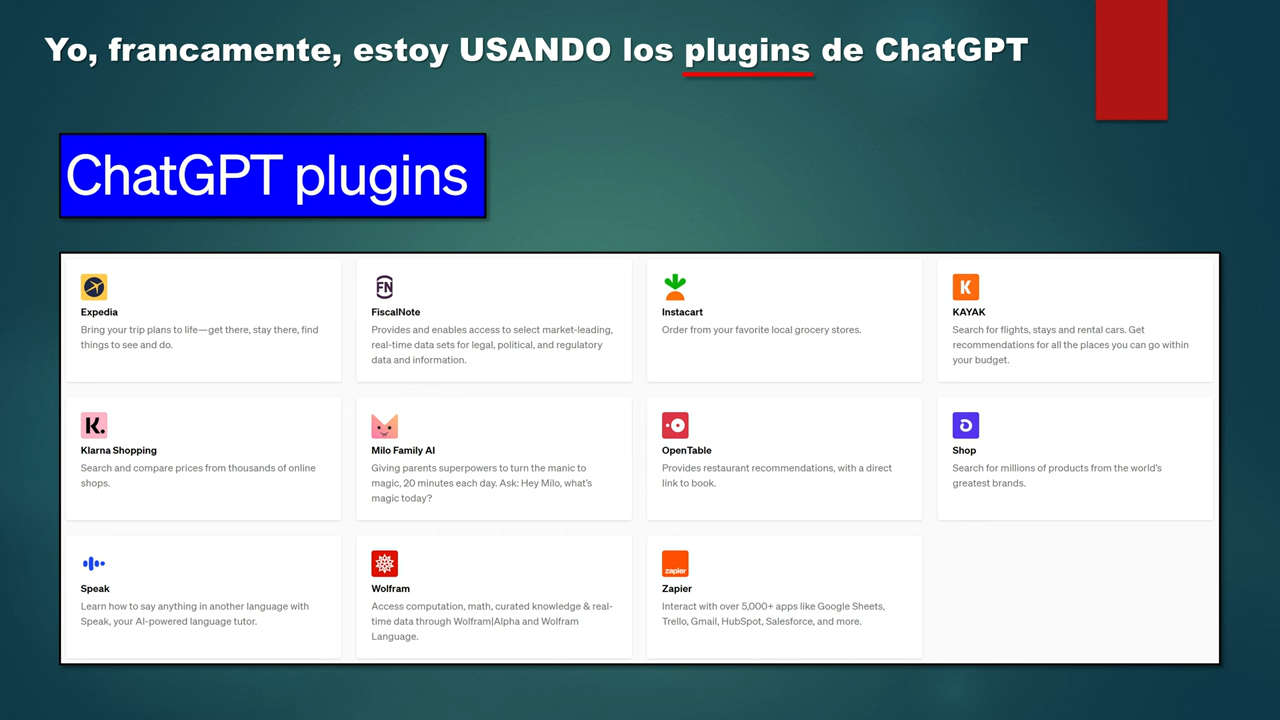 Yo, francamente, estoy USANDO los plugins de ChatGPT
ChatGPT plugins
Expedia
Bring your trip plans to life—get there, stay there, find
things to see and do.
FN
FiscalNote
Provides and enables access to select market-leading,
real-time data sets for legal, political, and regulatory
data and information.
Instacart
Order from your favorite local grocery stores.
K
KAYAK
Search for flights, stays and rental cars. Get
recommendations for all the places you can go within
your budget.
K.
Klarna Shopping
Search and compare prices from thousands of online
shops.
Milo Family AI
Giving parents superpowers to turn the manic to
magic, 20 minutes each day. Ask: Hey Milo, what's
magic today?
OpenTable
Provides restaurant recommendations, with a direct
link to book.
Shop
Search for millions of products from the world's
greatest brands.
Speak
Learn how to say anything in another language with
Speak, your AI-powered language tutor.
Wolfram
Access computation, math, curated knowledge & real-
time data through Wolfram|Alpha and Wolfram
Language.
zapier
Zapier
Interact with over 5,000+ apps like Google Sheets,
Trello, Gmail, HubSpot, Salesforce, and more.